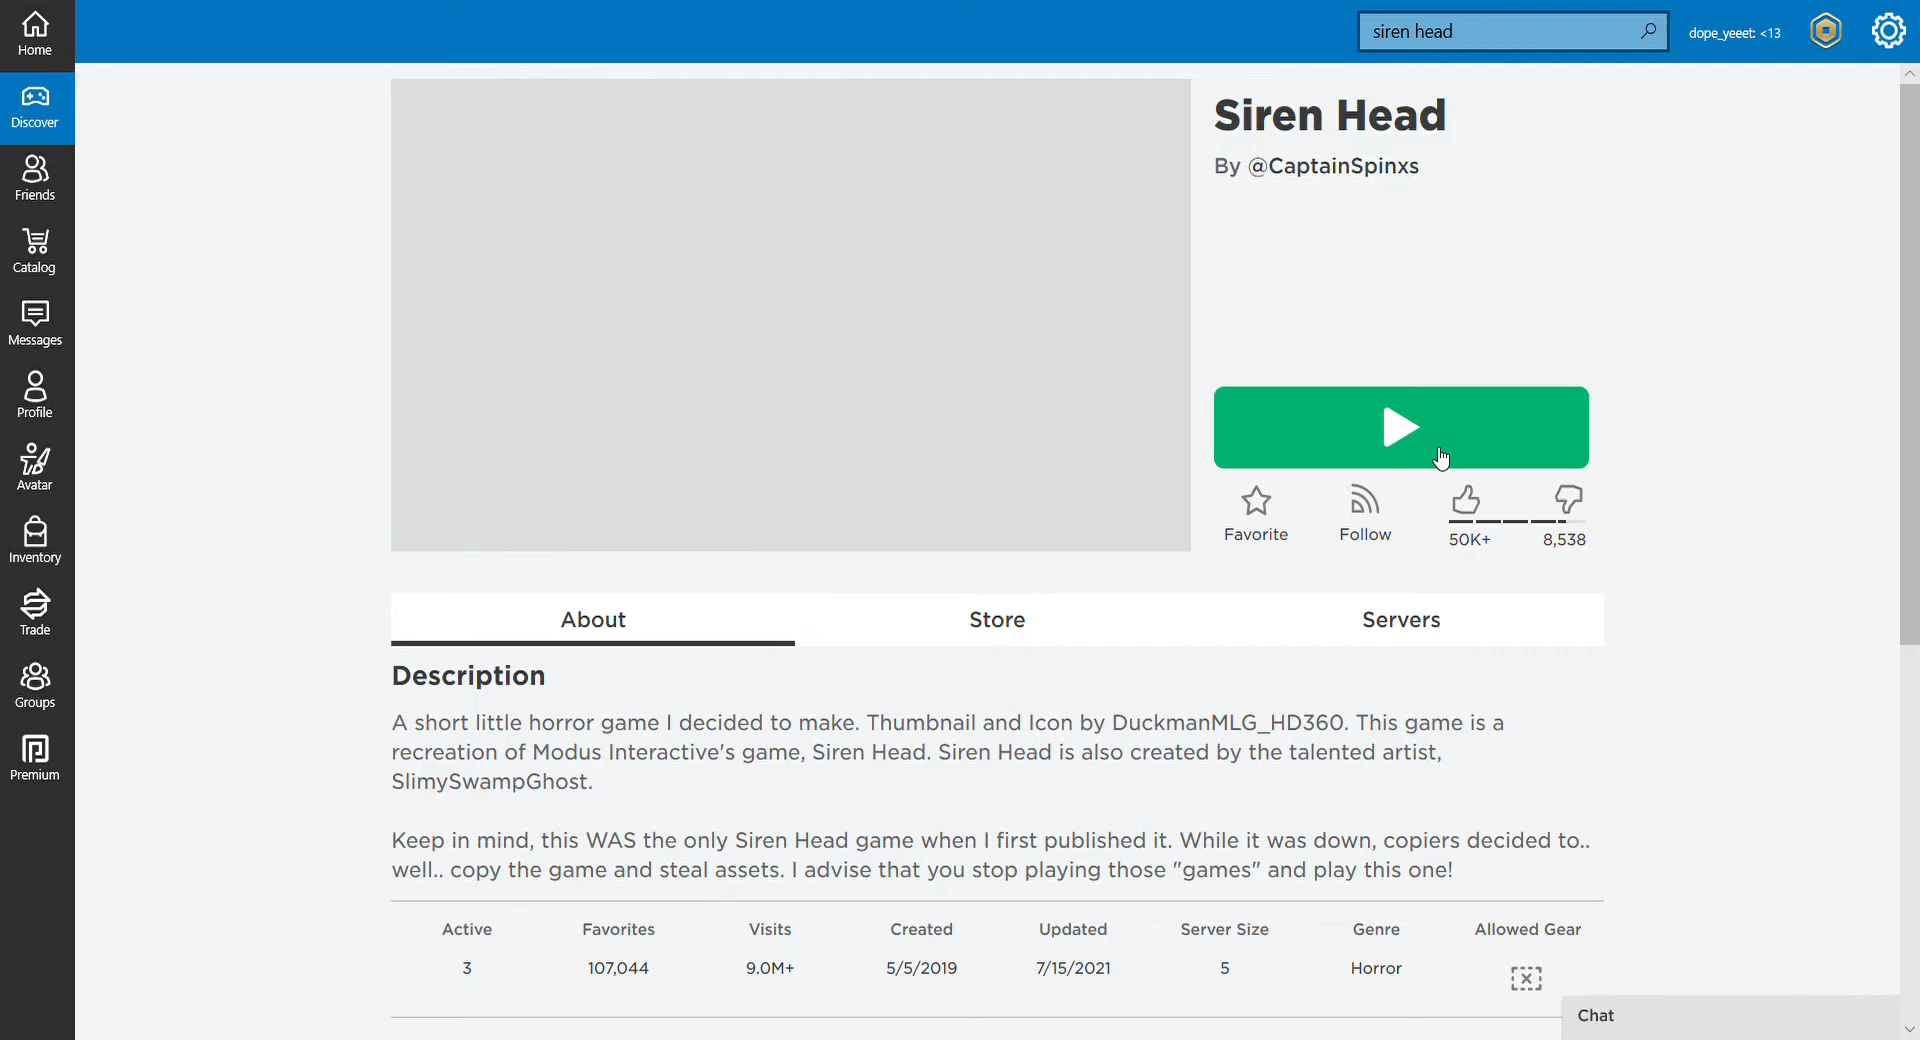 Home
Discover
Friends
Catalog
Messages
Profile
Avatar
Inventory
Trade
Groups
Premium
siren head
dope_yeeet: <13
Siren Head
By @CaptainSpinxs
Favorite
Follow
50K+
8,538
About
Store
Servers
Description
A short little horror game I decided to make. Thumbnail and Icon by DuckmanMLG_HD360. This game is a
recreation of Modus Interactive's game, Siren Head. Siren Head is also created by the talented artist,
SlimySwampGhost.
Keep in mind, this WAS the only Siren Head game when I first published it. While it was down, copiers decided to..
well.. copy the game and steal assets. I advise that you stop playing those "games" and play this one!
Active Favorites Visits Created Updated Server Size Genre Allowed Gear
3 107,044 9.0M+ 5/5/2019 7/15/2021 5 Horror
Chat